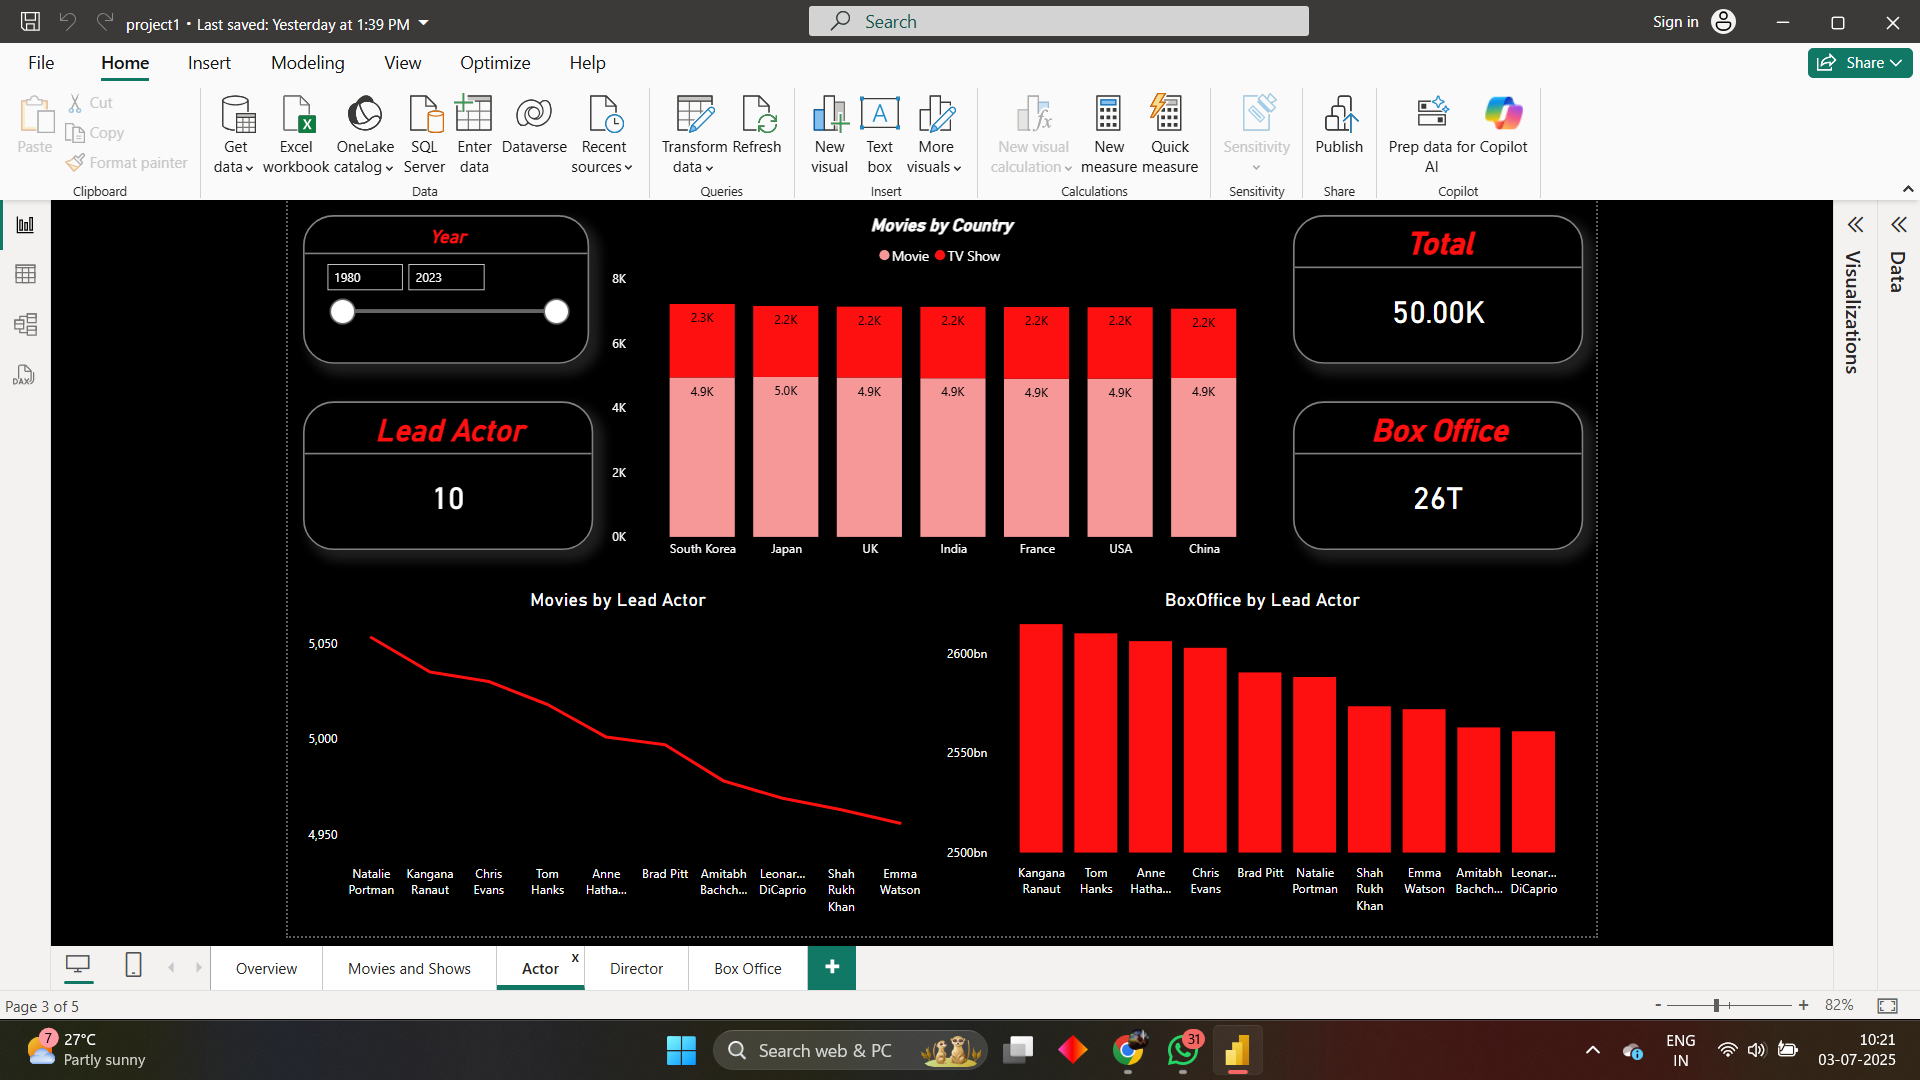 project1 • Last saved: Yesterday at 1:39 PM
Search
Sign in
File
Home
Insert
Modeling
View
Optimize
Help
Share
Paste
Cut
Copy
Format painter
Clipboard
Get data
Excel workbook
OneLake catalog
SQL Server
Enter data
Dataverse
Recent sources
Data
Transform data
Refresh
Queries
New visual
Text box
More visuals
Insert
New visual calculation
New measure
Quick measure
Calculations
Sensitivity
Sensitivity
Publish
Share
Prep data for AI
Copilot
Copilot
Year
1980
2023
Lead Actor
10
Movies by Country
Movie
TV Show
8K
6K
4K
2K
0K
2.3K
2.2K
2.2K
2.2K
2.2K
2.2K
2.2K
4.9K
5.0K
4.9K
4.9K
4.9K
4.9K
4.9K
South Korea
Japan
UK
India
France
USA
China
Total
50.00K
Box Office
26T
Visualizations
Data
Movies by Lead Actor
5,050
5,000
4,950
Natalie Portman
Kangana Ranaut
Chris Evans
Tom Hanks
Anne Hatha...
Brad Pitt
Amitabh Bachch...
Leonar... DiCaprio
Shah Rukh Khan
Emma Watson
BoxOffice by Lead Actor
2600bn
2550bn
2500bn
Kangana Ranaut
Tom Hanks
Anne Hatha...
Chris Evans
Brad Pitt
Natalie Portman
Shah Rukh Khan
Emma Watson
Amitabh Bachch...
Leonar... DiCaprio
Overview
Movies and Shows
Actor
x
Director
Box Office
+
Page 3 of 5
- + 82%
7
27°C
Partly sunny
Search web & PC
31
ENG
IN
10:21
03-07-2025